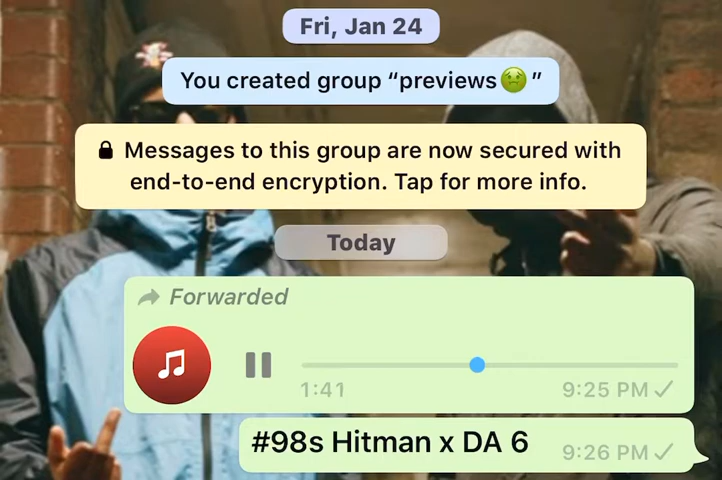 Fri, Jan 24
You created group “previews🤢”
Messages to this group are now secured with
end-to-end encryption. Tap for more info.
Today
Forwarded
1:41 9:25 PM
#98s Hitman x DA 6 9:26 PM